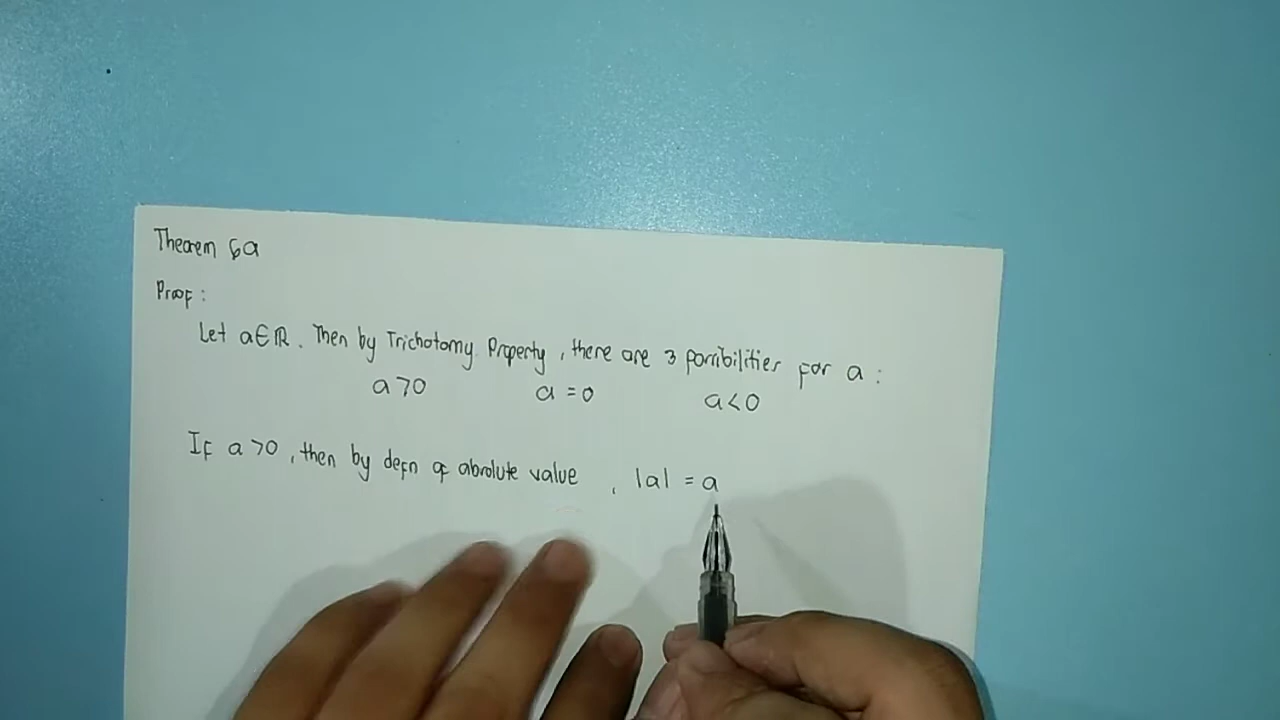 Theorem 6a
Proof :
Let a∈ℝ. Then by Trichotomy Property, there are 3 possibilities for a :
a > 0 a = 0 a < 0
If a > 0, then by defn of absolute value , |a| = a